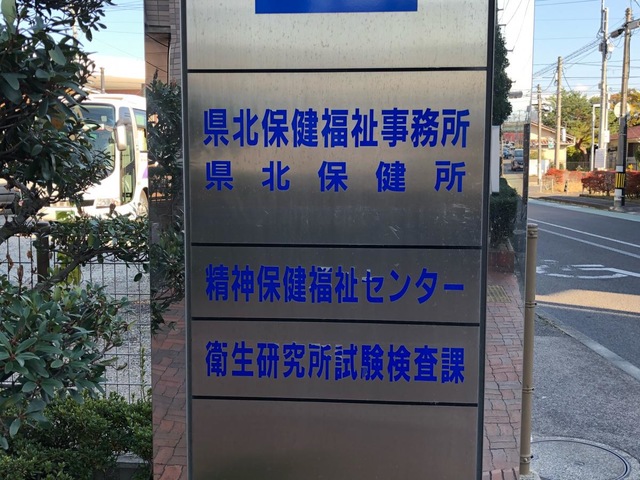 県北保健福祉事務所
県北保健所
精神保健福祉センター
衛生研究所試験検査課